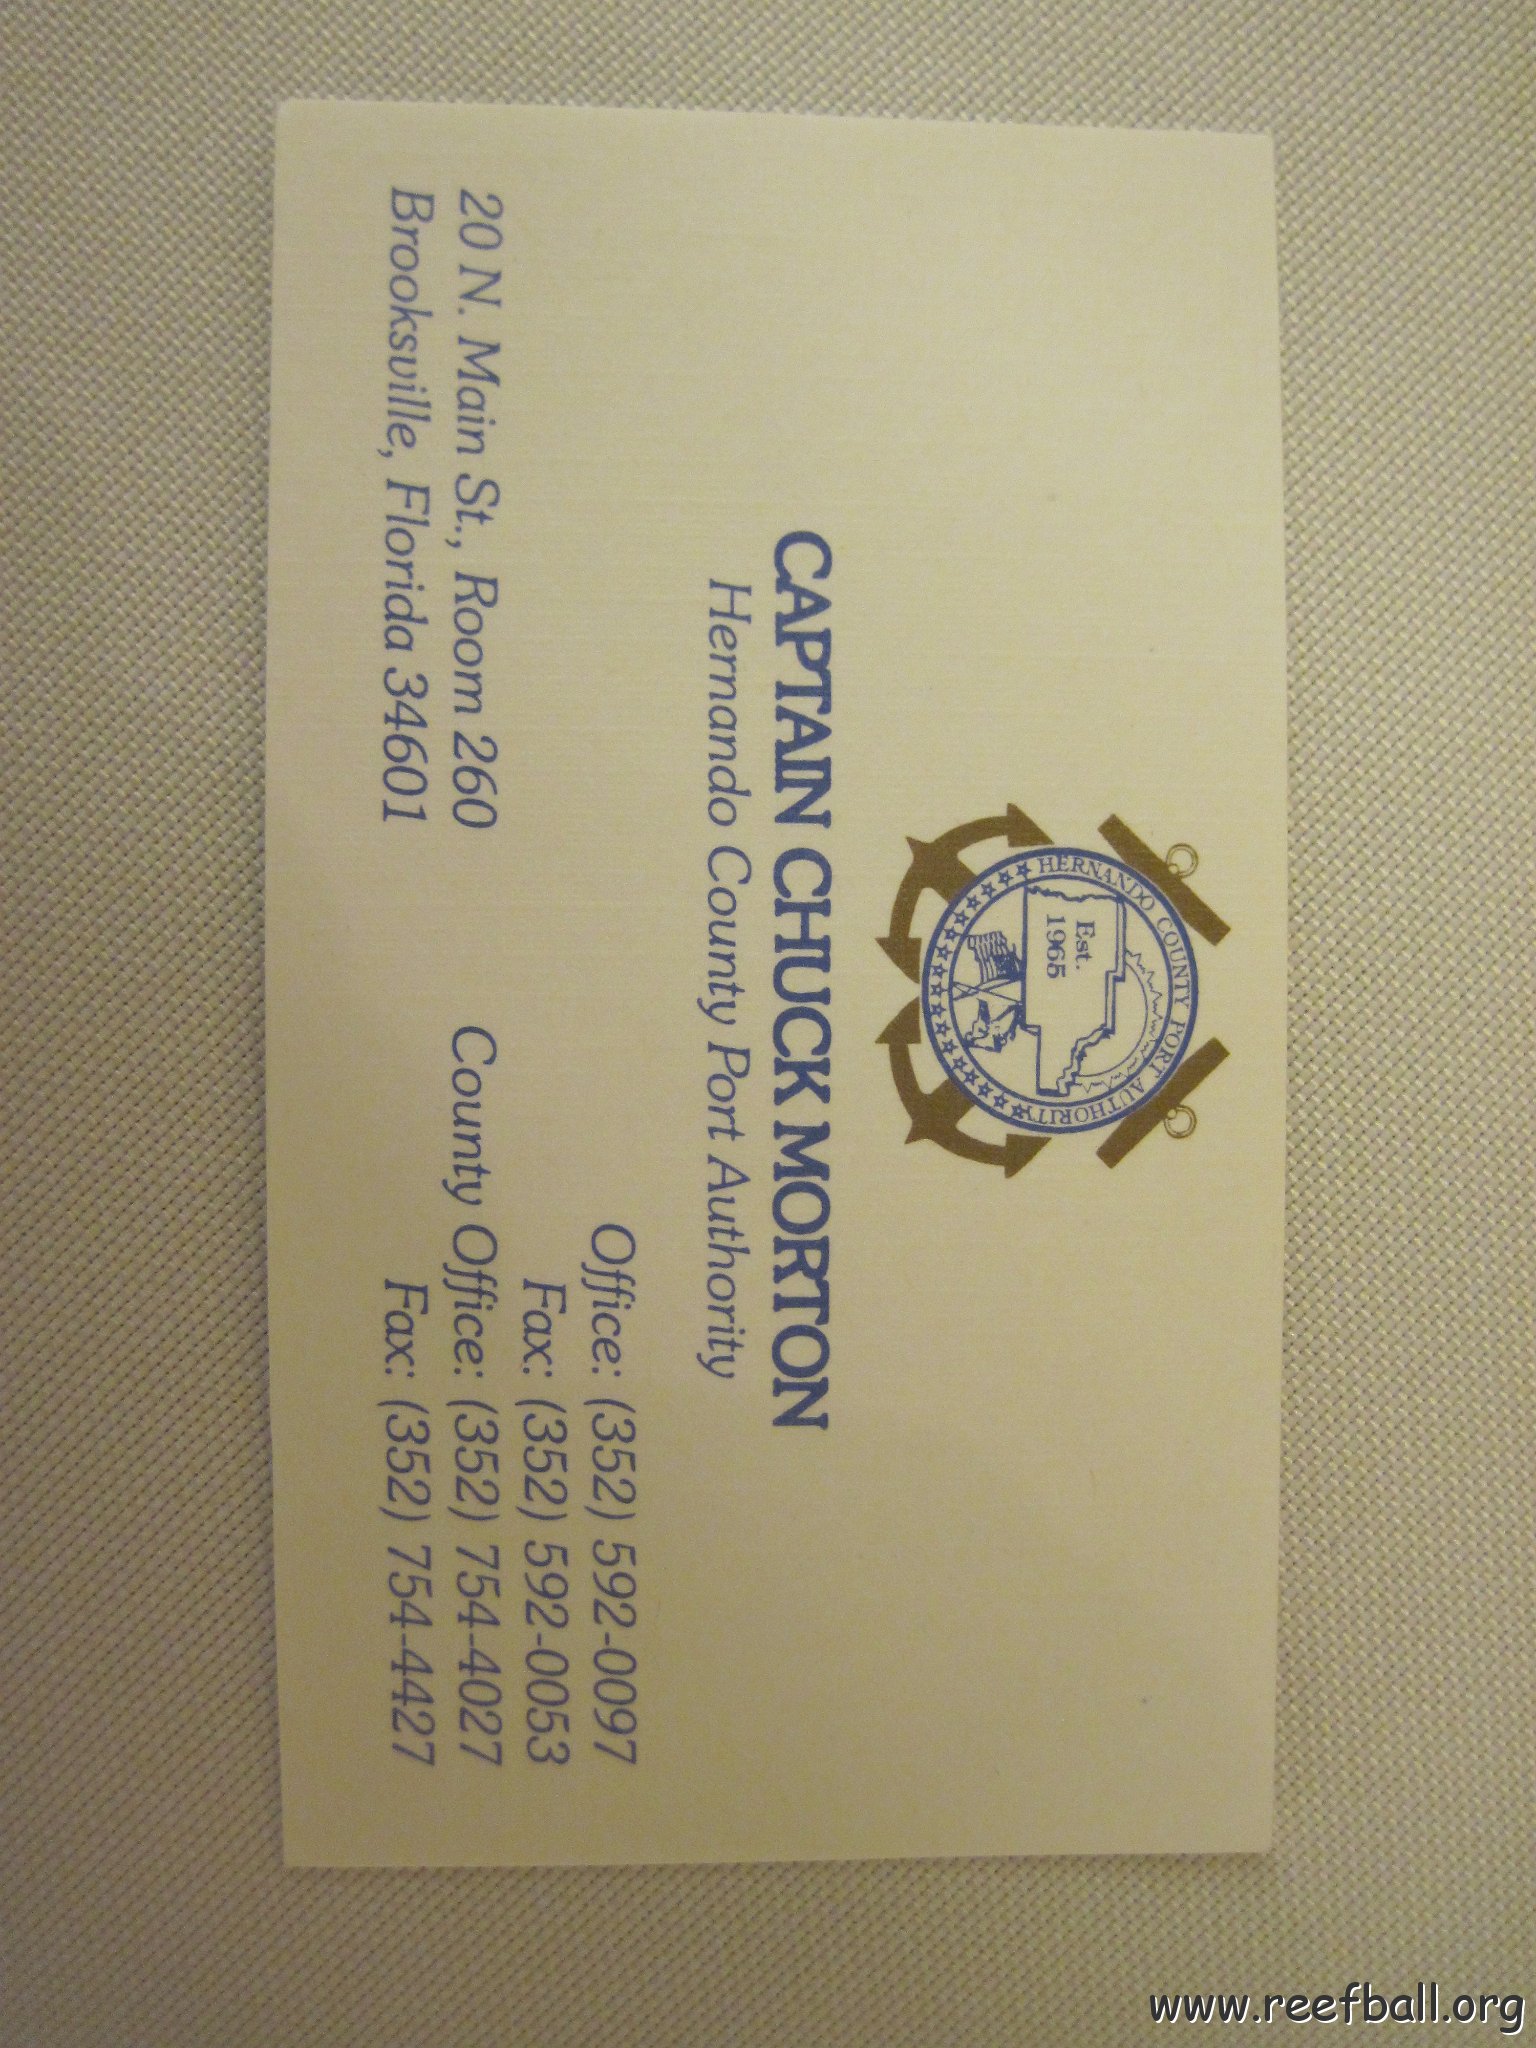 HERNANDO COUNTY PORT AUTHORITY
Est.
1965
CAPTAIN CHUCK MORTON
Hernando County Port Authority
Office: (352) 592-0097
Fax: (352) 592-0053
20 N. Main St., Room 260 County Office: (352) 754-4027
Brooksville, Florida 34601 Fax: (352) 754-4427
www.reefball.org